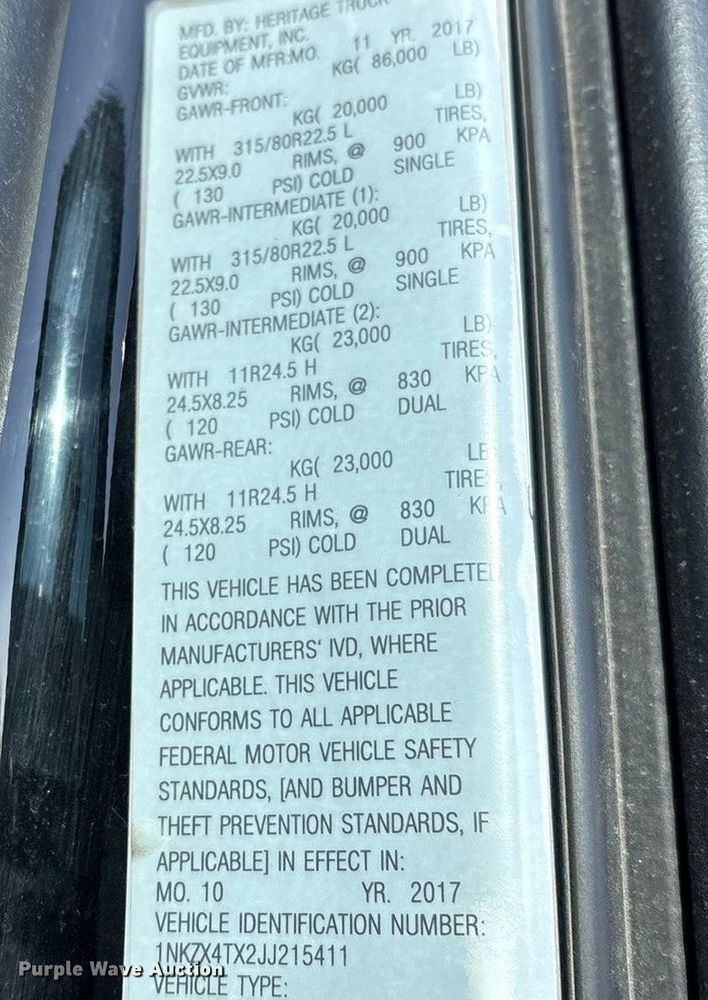 MFD. BY: HERITAGE TRUCK
EQUIPMENT, INC.
DATE OF MFR:MO. 11 YR. 2017
GVWR: KG( 86,000 LB)
GAWR-FRONT:
KG( 20,000 LB)
WITH 315/80R22.5 L TIRES,
22.5X9.0 RIMS, @ 900 KPA
( 130 PSI) COLD SINGLE
GAWR-INTERMEDIATE (1):
KG( 20,000 LB)
WITH 315/80R22.5 L TIRES,
22.5X9.0 RIMS, @ 900 KPA
( 130 PSI) COLD SINGLE
GAWR-INTERMEDIATE (2):
KG( 23,000 LB)
WITH 11R24.5 H TIRES,
24.5X8.25 RIMS, @ 830 KPA
( 120 PSI) COLD DUAL
GAWR-REAR:
KG( 23,000 LB
WITH 11R24.5 H TIRE
24.5X8.25 RIMS, @ 830 KPA
( 120 PSI) COLD DUAL
THIS VEHICLE HAS BEEN COMPLETED
IN ACCORDANCE WITH THE PRIOR
MANUFACTURERS' IVD, WHERE
APPLICABLE. THIS VEHICLE
CONFORMS TO ALL APPLICABLE
FEDERAL MOTOR VEHICLE SAFETY
STANDARDS, [AND BUMPER AND
THEFT PREVENTION STANDARDS, IF
APPLICABLE] IN EFFECT IN:
MO. 10 YR. 2017
VEHICLE IDENTIFICATION NUMBER:
1NKZX4TX2JJ215411
VEHICLE TYPE:
Purple Wave Auction